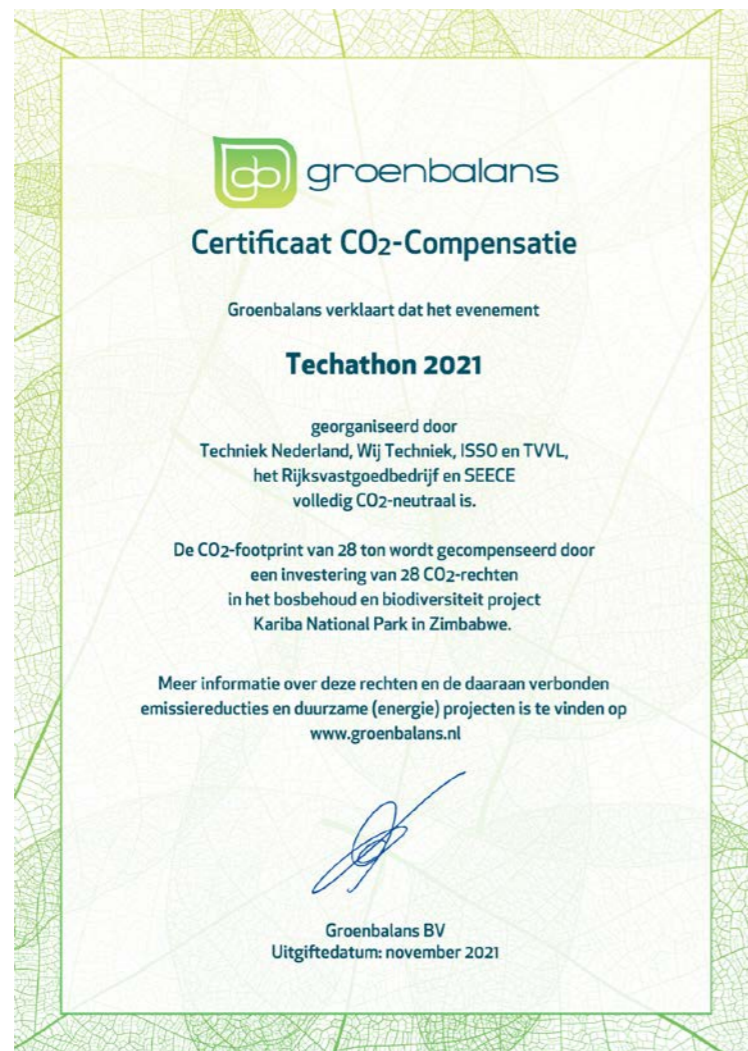 gb groenbalans
Certificaat CO2-Compensatie
Groenbalans verklaart dat het evenement
Techathon 2021
georganiseerd door
Techniek Nederland, Wij Techniek, ISSO en TVVL,
het Rijksvastgoedbedrijf en SEECE
volledig CO2-neutraal is.
De CO2-footprint van 28 ton wordt gecompenseerd door
een investering van 28 CO2-rechten
in het bosbehoud en biodiversiteit project
Kariba National Park in Zimbabwe.
Meer informatie over deze rechten en de daaraan verbonden
emissiereducties en duurzame (energie) projecten is te vinden op
www.groenbalans.nl
Groenbalans BV
Uitgiftedatum: november 2021